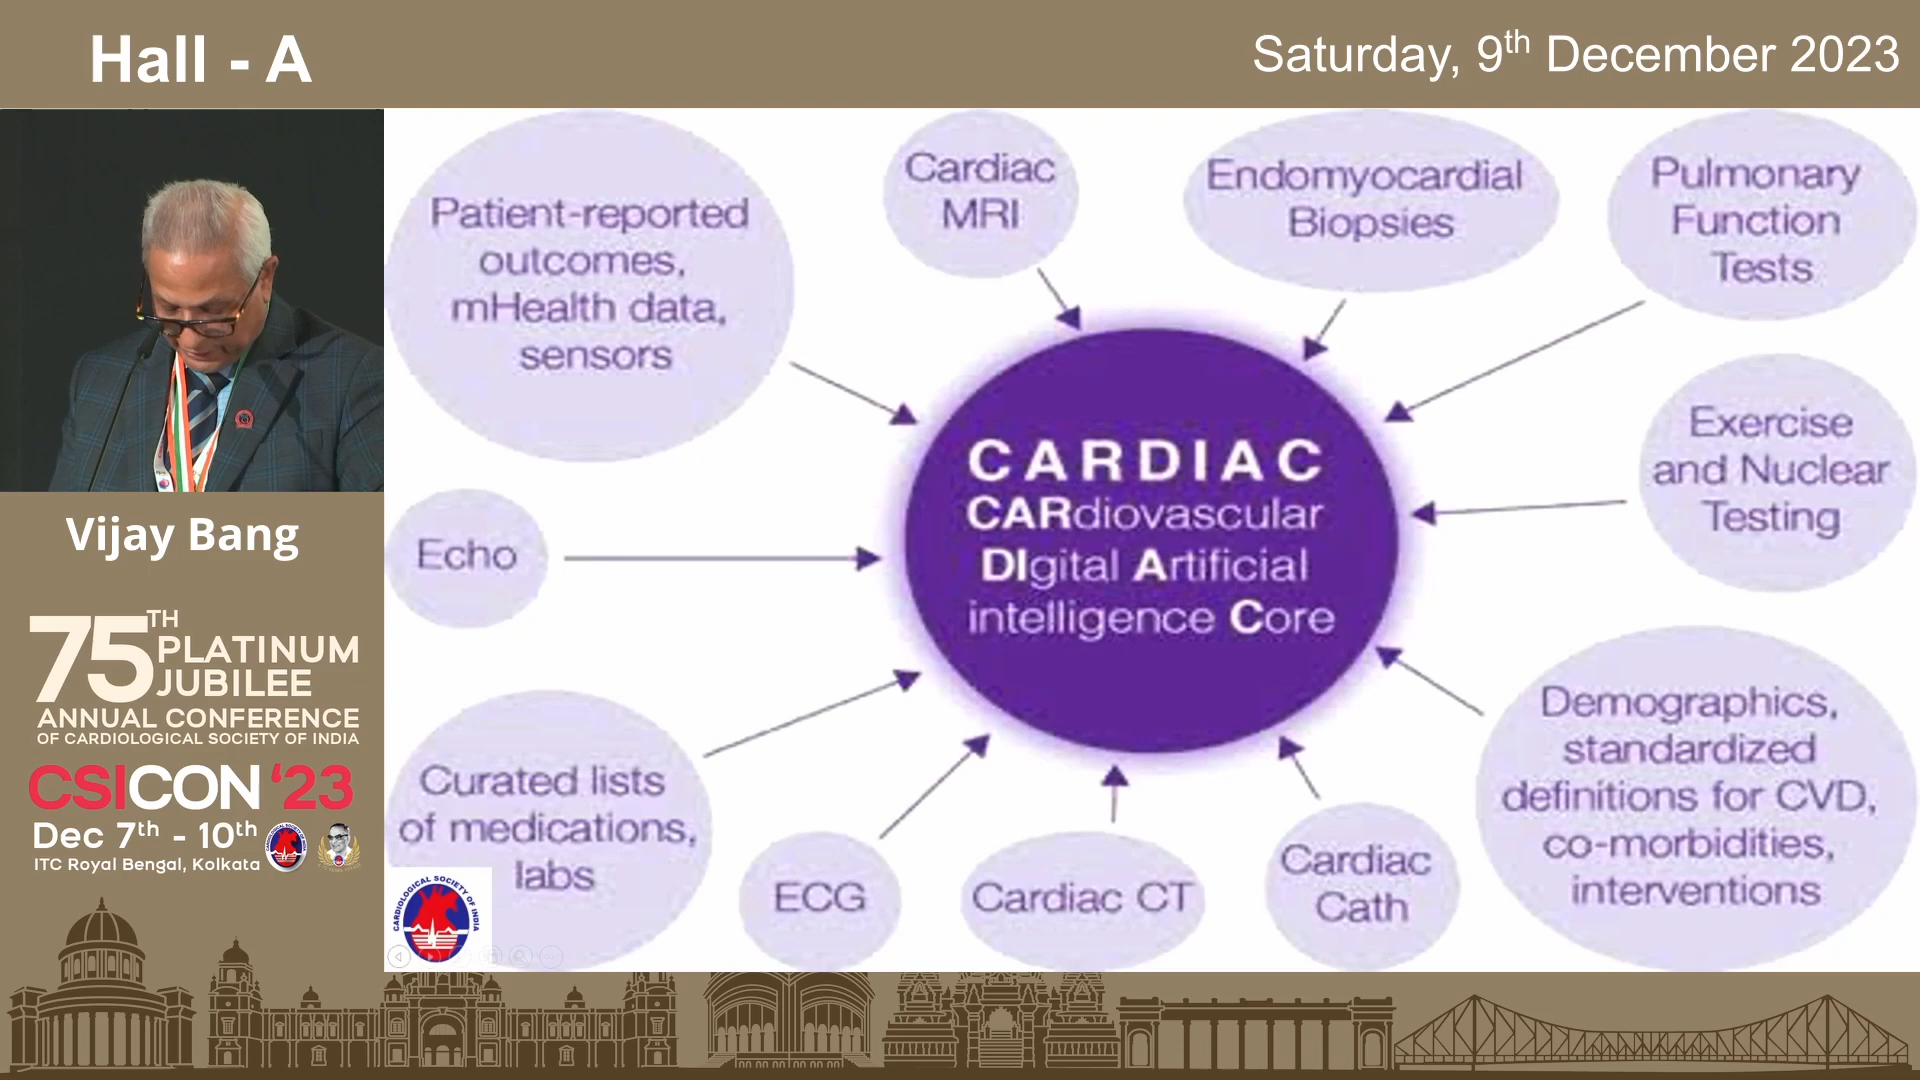 Hall - A
Saturday, 9th December 2023
Vijay Bang
75TH
PLATINUM
JUBILEE
ANNUAL CONFERENCE
OF CARDIOLOGICAL SOCIETY OF INDIA
CSICON '23
Dec 7th - 10th
ITC Royal Bengal, Kolkata
Patient-reported
outcomes,
mHealth data,
sensors
Cardiac
MRI
Endomyocardial
Biopsies
Pulmonary
Function
Tests
Exercise
and Nuclear
Testing
Echo
CARDIAC
CARdiovascular
DIgital Artificial
intelligence Core
Curated lists
of medications,
labs
ECG
Cardiac CT
Cardiac
Cath
Demographics,
standardized
definitions for CVD,
co-morbidities,
interventions
CARDIOLOGICAL SOCIETY OF INDIA